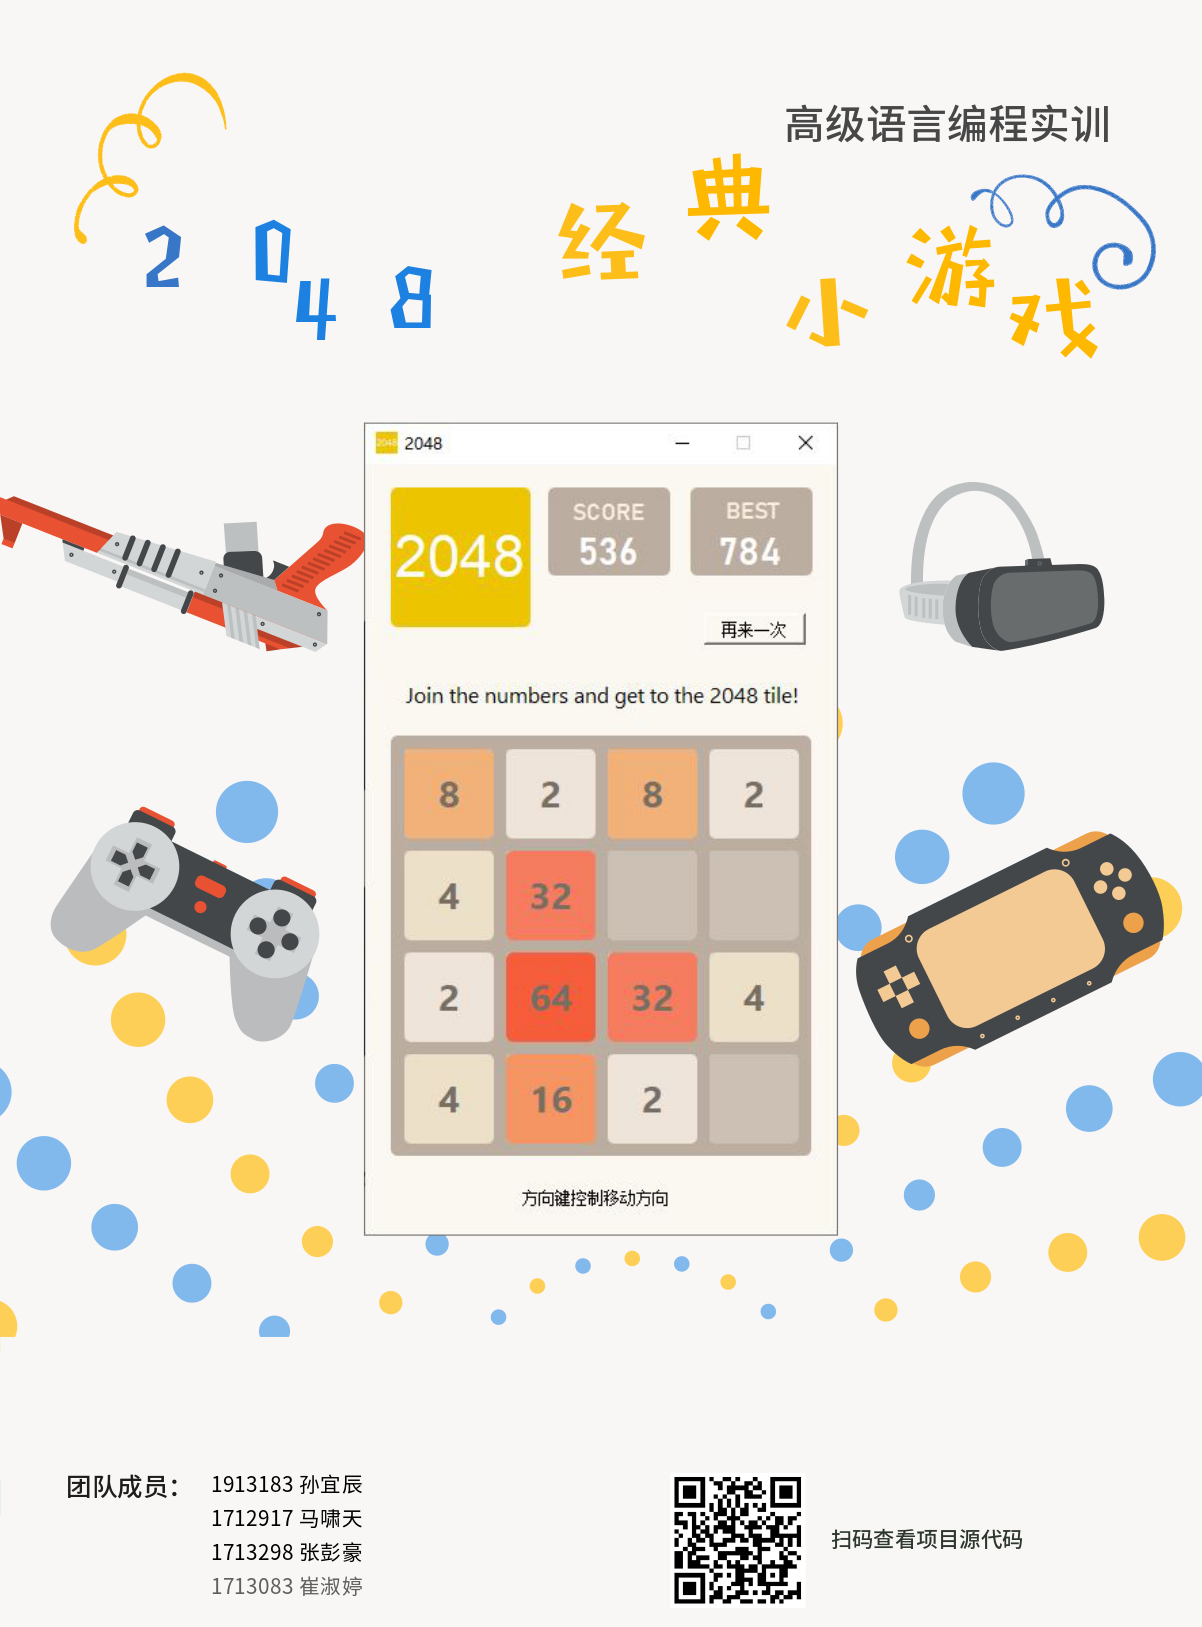 高级语言编程实训
2048 经典小游戏
2048 2048
2048
SCORE
536
BEST
784
再来一次
Join the numbers and get to the 2048 tile!
8 2 8 2
4 32
2 64 32 4
4 16 2
方向键控制移动方向
团队成员：
1913183 孙宜辰
1712917 马啸天
1713298 张彭豪
1713083 崔淑婷
扫码查看项目源代码